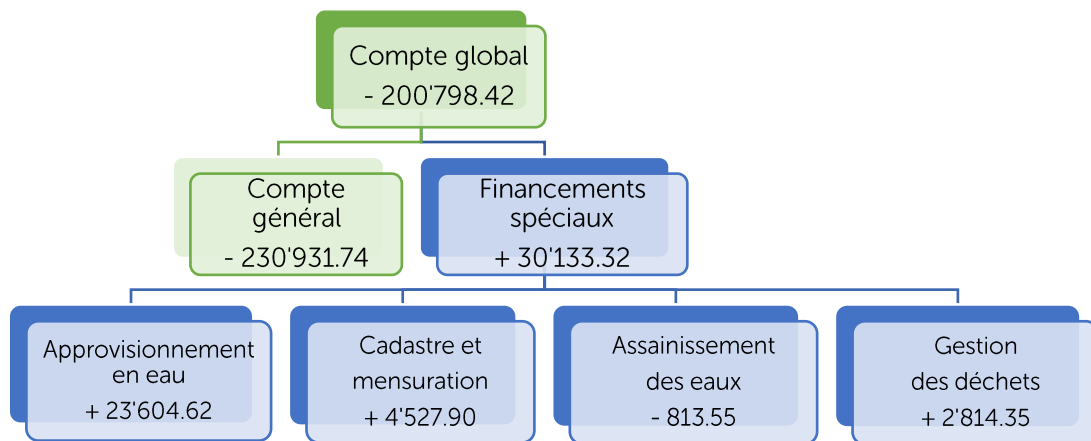 Compte global
- 200'798.42
Compte
général
- 230'931.74
Financements
spéciaux
+ 30'133.32
Approvisionnement
en eau
+ 23'604.62
Cadastre et
mensuration
+ 4'527.90
Assainissement
des eaux
- 813.55
Gestion
des déchets
+ 2'814.35